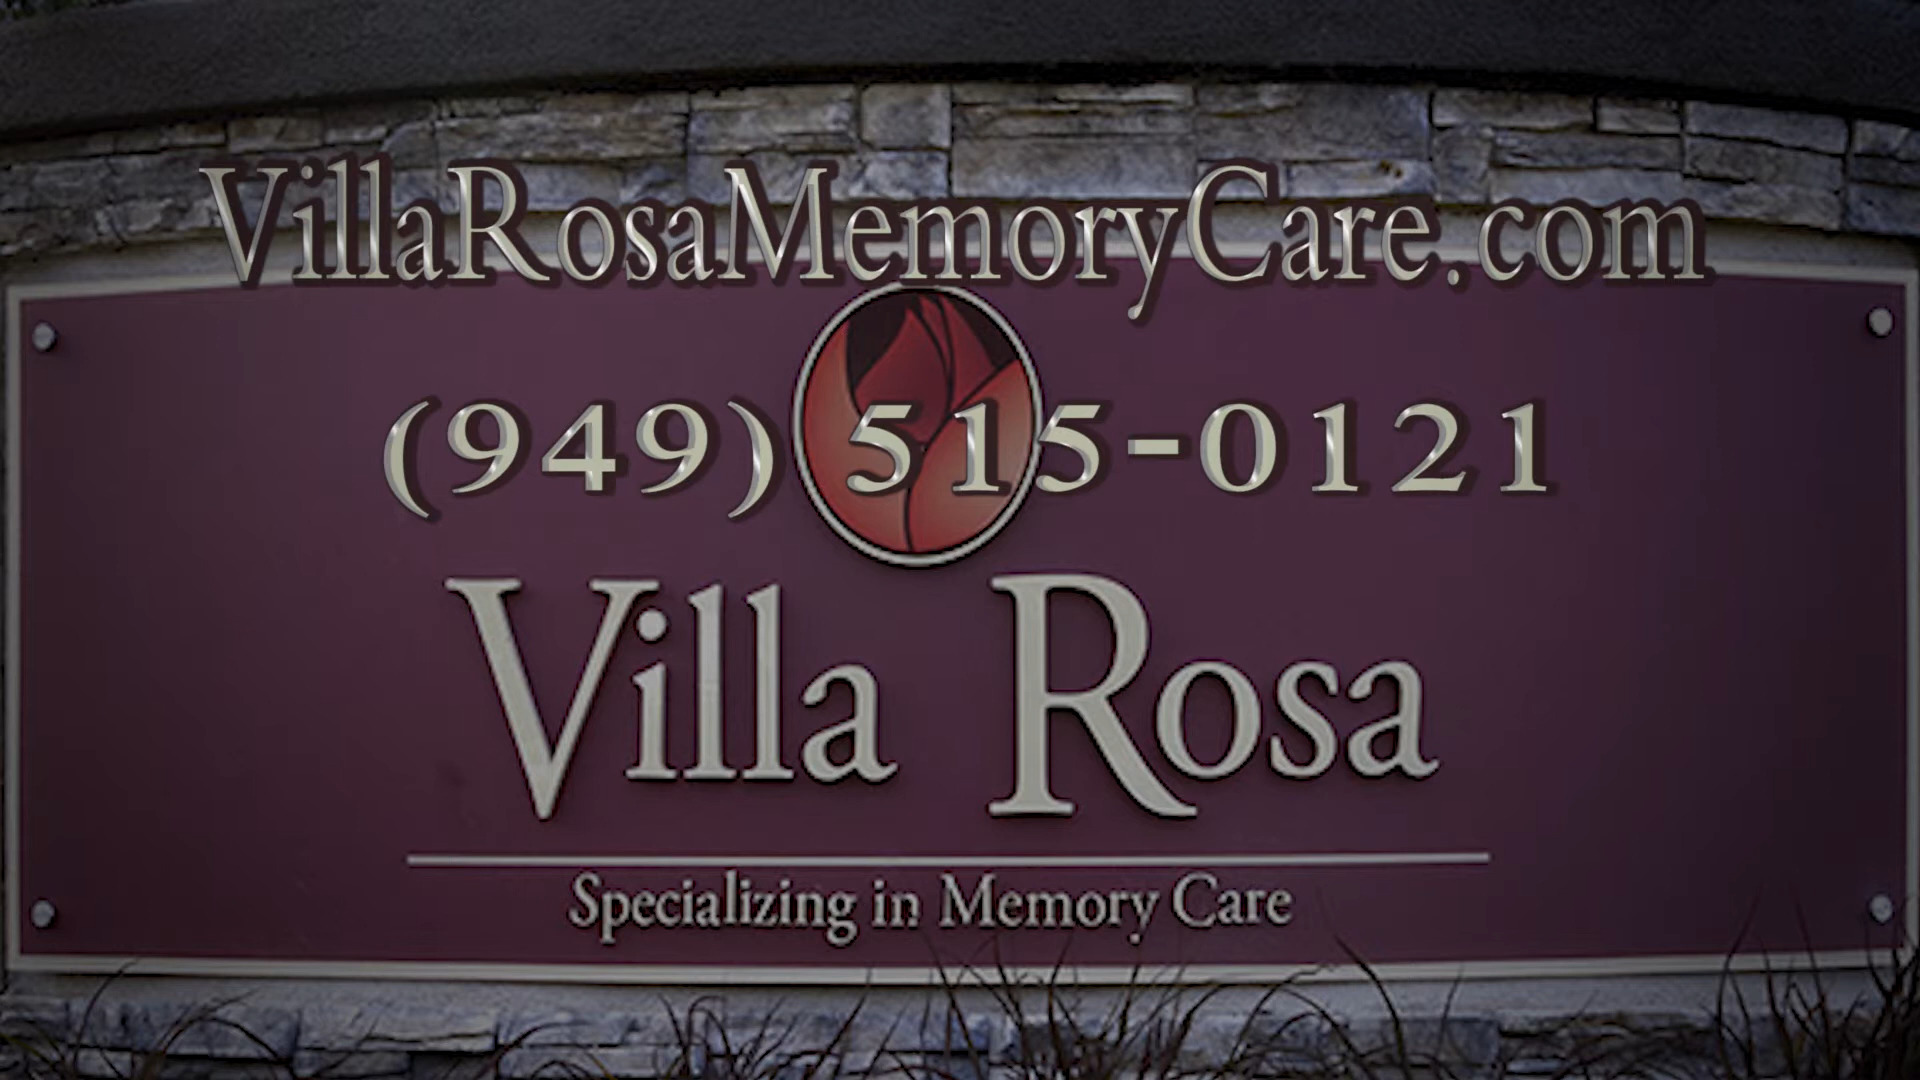 VillaRosaMemoryCare.com
(949) 515-0121
Villa Rosa
Specializing in Memory Care